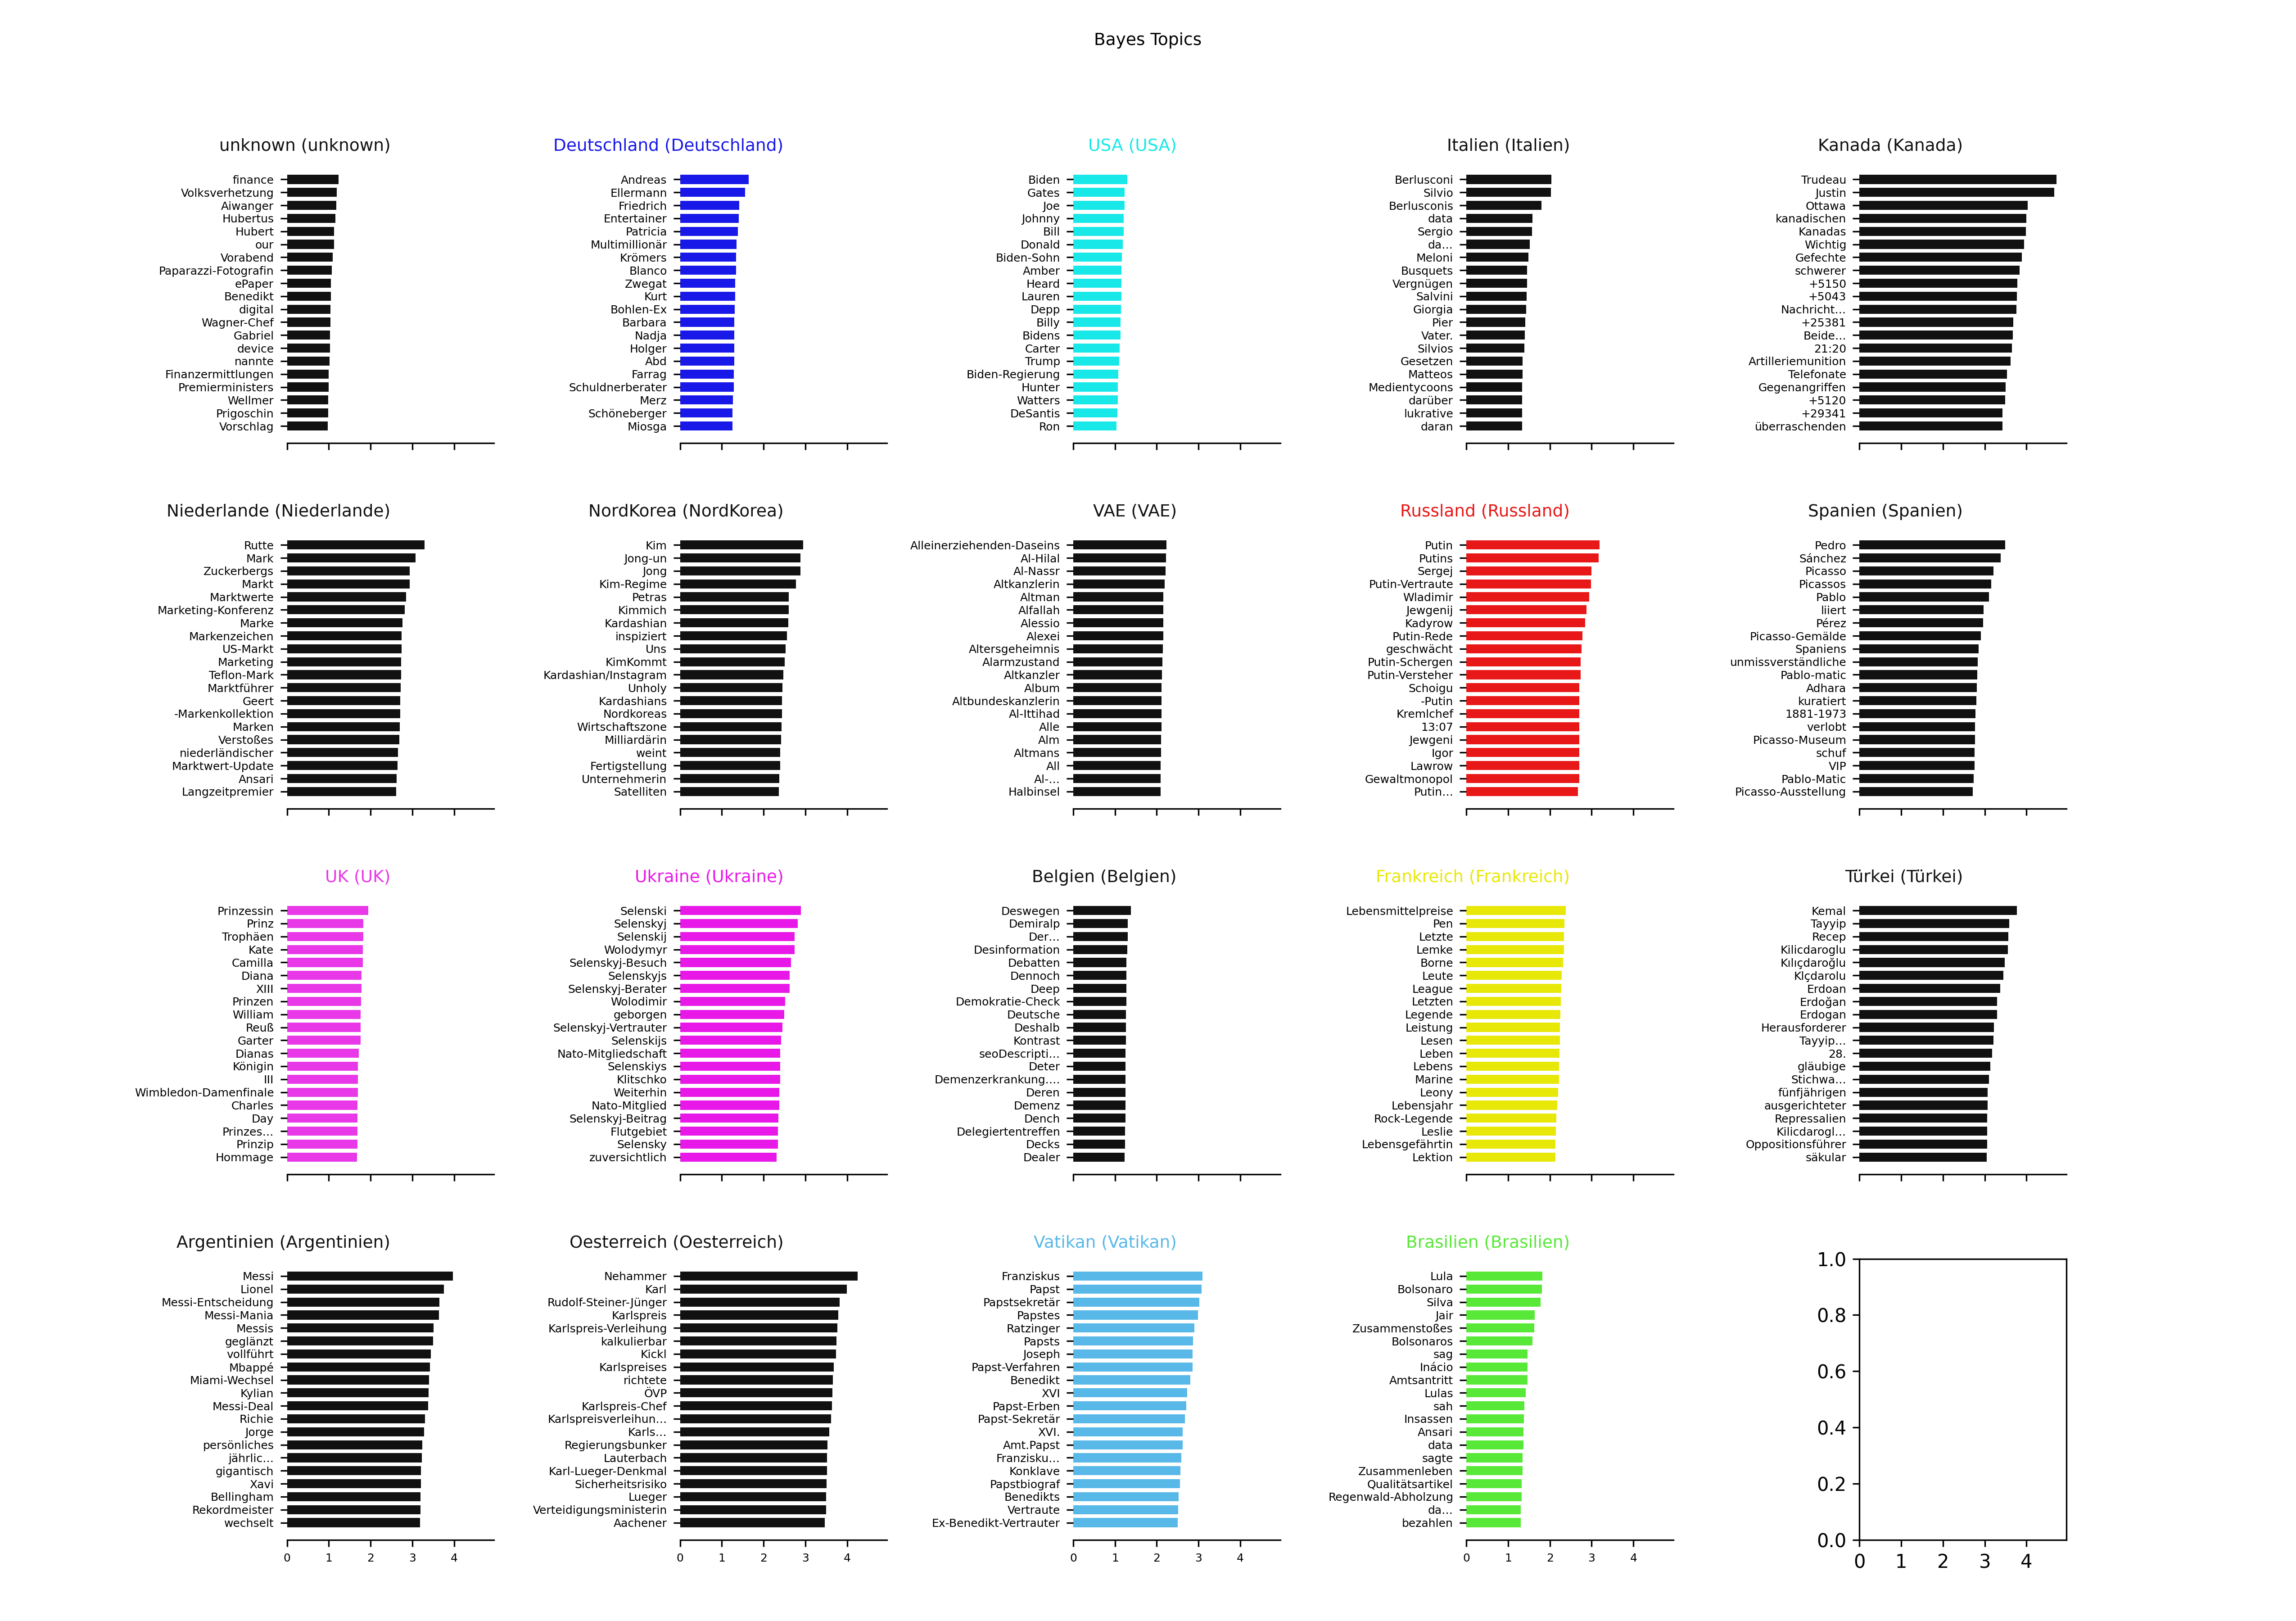 Bayes Topics
unknown (unknown)
finance
Volksverhetzung
Aiwanger
Hubertus
Hubert
our
Vorabend
Paparazzi-Fotografin
ePaper
Benedikt
digital
Wagner-Chef
Gabriel
device
nannte
Finanzermittlungen
Premierministers
Wellmer
Prigoschin
Vorschlag
Deutschland (Deutschland)
Andreas
Ellermann
Friedrich
Entertainer
Patricia
Multimillionär
Krömers
Blanco
Zwegat
Kurt
Bohlen-Ex
Barbara
Nadja
Holger
Abd
Farrag
Schuldnerberater
Merz
Schöneberger
Miosga
USA (USA)
Biden
Gates
Joe
Johnny
Bill
Donald
Biden-Sohn
Amber
Heard
Lauren
Depp
Billy
Bidens
Carter
Trump
Biden-Regierung
Hunter
Watters
DeSantis
Ron
Italien (Italien)
Berlusconi
Silvio
Berlusconis
data
Sergio
da…
Meloni
Busquets
Vergnügen
Salvini
Giorgia
Pier
Vater.
Silvios
Gesetzen
Matteos
Medientycoons
darüber
lukrative
daran
Kanada (Kanada)
Trudeau
Justin
Ottawa
kanadischen
Kanadas
Wichtig
Gefechte
schwerer
+5150
+5043
Nachricht…
+25381
Beide…
21:20
Artilleriemunition
Telefonate
Gegenangriffen
+5120
+29341
überraschenden
Niederlande (Niederlande)
Rutte
Mark
Zuckerbergs
Markt
Marktwerte
Marketing-Konferenz
Marke
Markenzeichen
US-Markt
Marketing
Teflon-Mark
Marktführer
Geert
-Markenkollektion
Marken
Verstoßes
niederländischer
Marktwert-Update
Ansari
Langzeitpremier
NordKorea (NordKorea)
Kim
Jong-un
Jong
Kim-Regime
Petras
Kimmich
Kardashian
inspiziert
Uns
KimKommt
Kardashian/Instagram
Unholy
Kardashians
Nordkoreas
Wirtschaftszone
Milliardärin
weint
Fertigstellung
Unternehmerin
Satelliten
VAE (VAE)
Alleinerziehenden-Daseins
Al-Hilal
Al-Nassr
Altkanzlerin
Altman
Alfallah
Alessio
Alexei
Altersgeheimnis
Alarmzustand
Altkanzler
Album
Altbundeskanzlerin
Al-Ittihad
Alle
Alm
Altmans
All
Al-…
Halbinsel
Russland (Russland)
Putin
Putins
Sergej
Putin-Vertraute
Wladimir
Jewgenij
Kadyrow
Putin-Rede
geschwächt
Putin-Schergen
Putin-Versteher
Schoigu
-Putin
Kremlchef
13:07
Jewgeni
Igor
Lawrow
Gewaltmonopol
Putin…
Spanien (Spanien)
Pedro
Sánchez
Picasso
Picassos
Pablo
liiert
Pérez
Picasso-Gemälde
Spaniens
unmissverständliche
Pablo-matic
Adhara
kuratiert
1881-1973
verlobt
Picasso-Museum
schuf
VIP
Pablo-Matic
Picasso-Ausstellung
UK (UK)
Prinzessin
Prinz
Trophäen
Kate
Camilla
Diana
XIII
Prinzen
William
Reuß
Garter
Dianas
Königin
III
Wimbledon-Damenfinale
Charles
Day
Prinzes…
Prinzip
Hommage
Ukraine (Ukraine)
Selenski
Selenskyj
Selenskij
Wolodymyr
Selenskyj-Besuch
Selenskyjs
Selenskyj-Berater
Wolodimir
geborgen
Selenskyj-Vertrauter
Selenskijs
Nato-Mitgliedschaft
Selenskiys
Klitschko
Weiterhin
Nato-Mitglied
Selenskyj-Beitrag
Flutgebiet
Selensky
zuversichtlich
Belgien (Belgien)
Deswegen
Demiralp
Der…
Desinformation
Debatten
Dennoch
Deep
Demokratie-Check
Deutsche
Deshalb
Kontrast
seoDescripti…
Deter
Demenzerkrankung.…
Deren
Demenz
Dench
Delegiertentreffen
Decks
Dealer
Frankreich (Frankreich)
Lebensmittelpreise
Pen
Letzte
Lemke
Borne
Leute
League
Letzten
Legende
Leistung
Lesen
Leben
Lebens
Marine
Leony
Lebensjahr
Rock-Legende
Leslie
Lebensgefährtin
Lektion
Türkei (Türkei)
Kemal
Tayyip
Recep
Kilicdaroglu
Kılıçdaroğlu
Klçdarolu
Erdoan
Erdoğan
Erdogan
Herausforderer
Tayyip…
28.
gläubige
Stichwa…
fünfjährigen
ausgerichteter
Repressalien
Kilicdarogl…
Oppositionsführer
säkular
Argentinien (Argentinien)
Messi
Lionel
Messi-Entscheidung
Messi-Mania
Messis
geglänzt
vollführt
Mbappé
Miami-Wechsel
Kylian
Messi-Deal
Richie
Jorge
persönliches
jährlic…
gigantisch
Xavi
Bellingham
Rekordmeister
wechselt
0 1 2 3 4
Oesterreich (Oesterreich)
Nehammer
Karl
Rudolf-Steiner-Jünger
Karlspreis
Karlspreis-Verleihung
kalkulierbar
Kickl
Karlspreises
richtete
ÖVP
Karlspreis-Chef
Karlspreisverleihun…
Karls…
Regierungsbunker
Lauterbach
Karl-Lueger-Denkmal
Sicherheitsrisiko
Lueger
Verteidigungsministerin
Aachener
0 1 2 3 4
Vatikan (Vatikan)
Franziskus
Papst
Papstsekretär
Papstes
Ratzinger
Papsts
Joseph
Papst-Verfahren
Benedikt
XVI
Papst-Erben
Papst-Sekretär
XVI.
Amt.Papst
Franzisku…
Konklave
Papstbiograf
Benedikts
Vertraute
Ex-Benedikt-Vertrauter
0 1 2 3 4
Brasilien (Brasilien)
Lula
Bolsonaro
Silva
Jair
Zusammenstoßes
Bolsonaros
sag
Inácio
Amtsantritt
Lulas
sah
Insassen
Ansari
data
sagte
Zusammenleben
Qualitätsartikel
Regenwald-Abholzung
da…
bezahlen
0 1 2 3 4
1.0
0.8
0.6
0.4
0.2
0.0
0 1 2 3 4